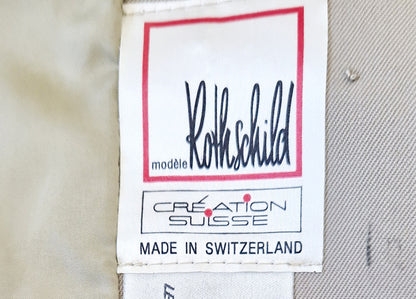 modèle Rothschild
CRÉATION
SUISSE
MADE IN SWITZERLAND